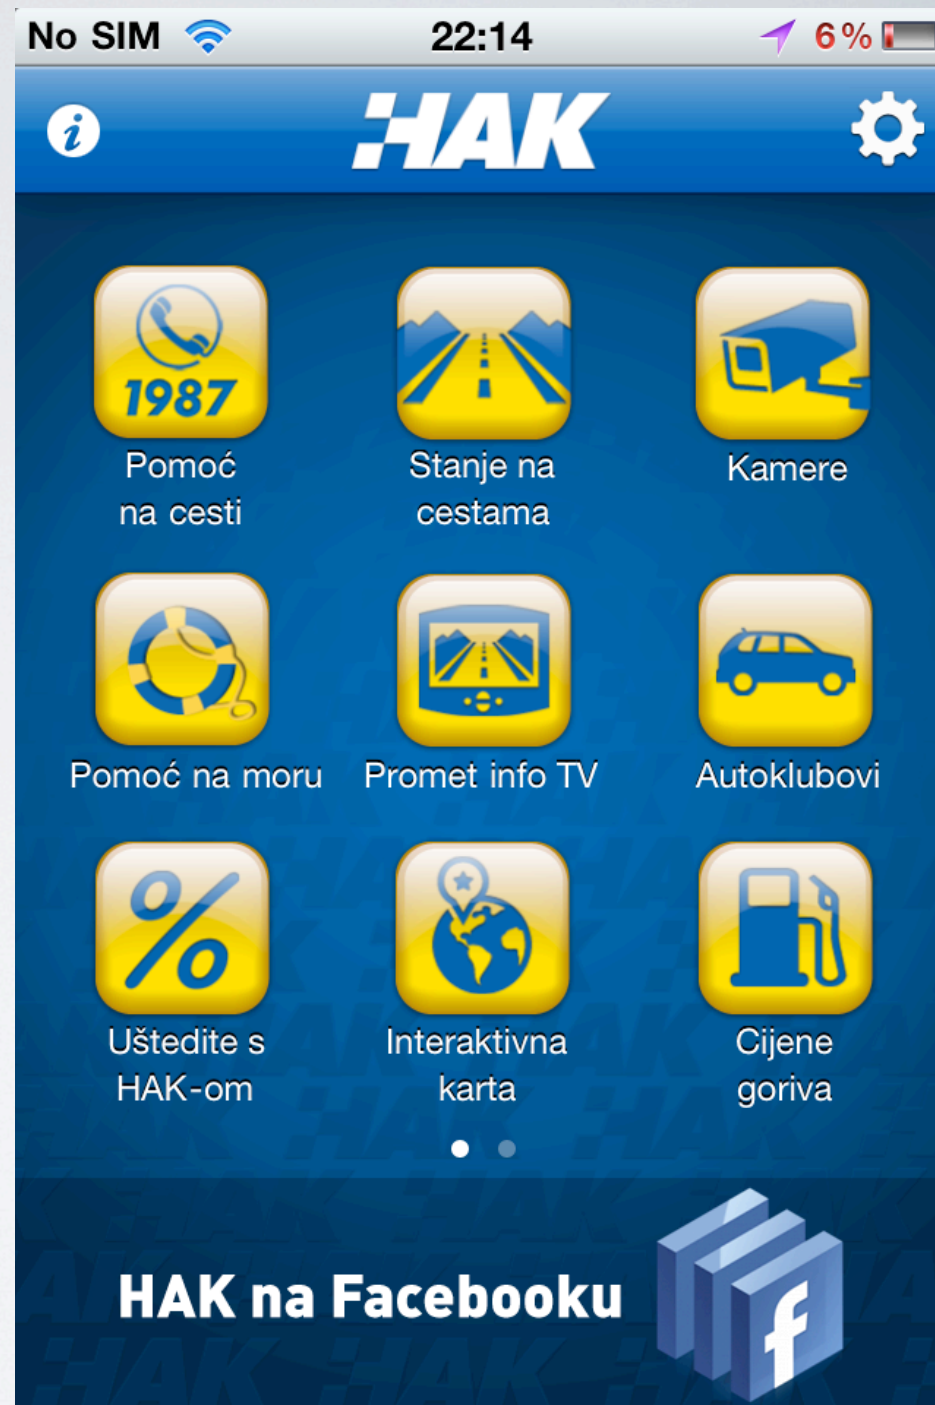 No SIM 22:14 6%
HAK
1987
Pomoć
na cesti
Stanje na
cestama
Kamere
Pomoć na moru
Promet info TV
Autoklubovi
%
Uštedite s
HAK-om
Interaktivna
karta
Cijene
goriva
HAK na Facebooku
f